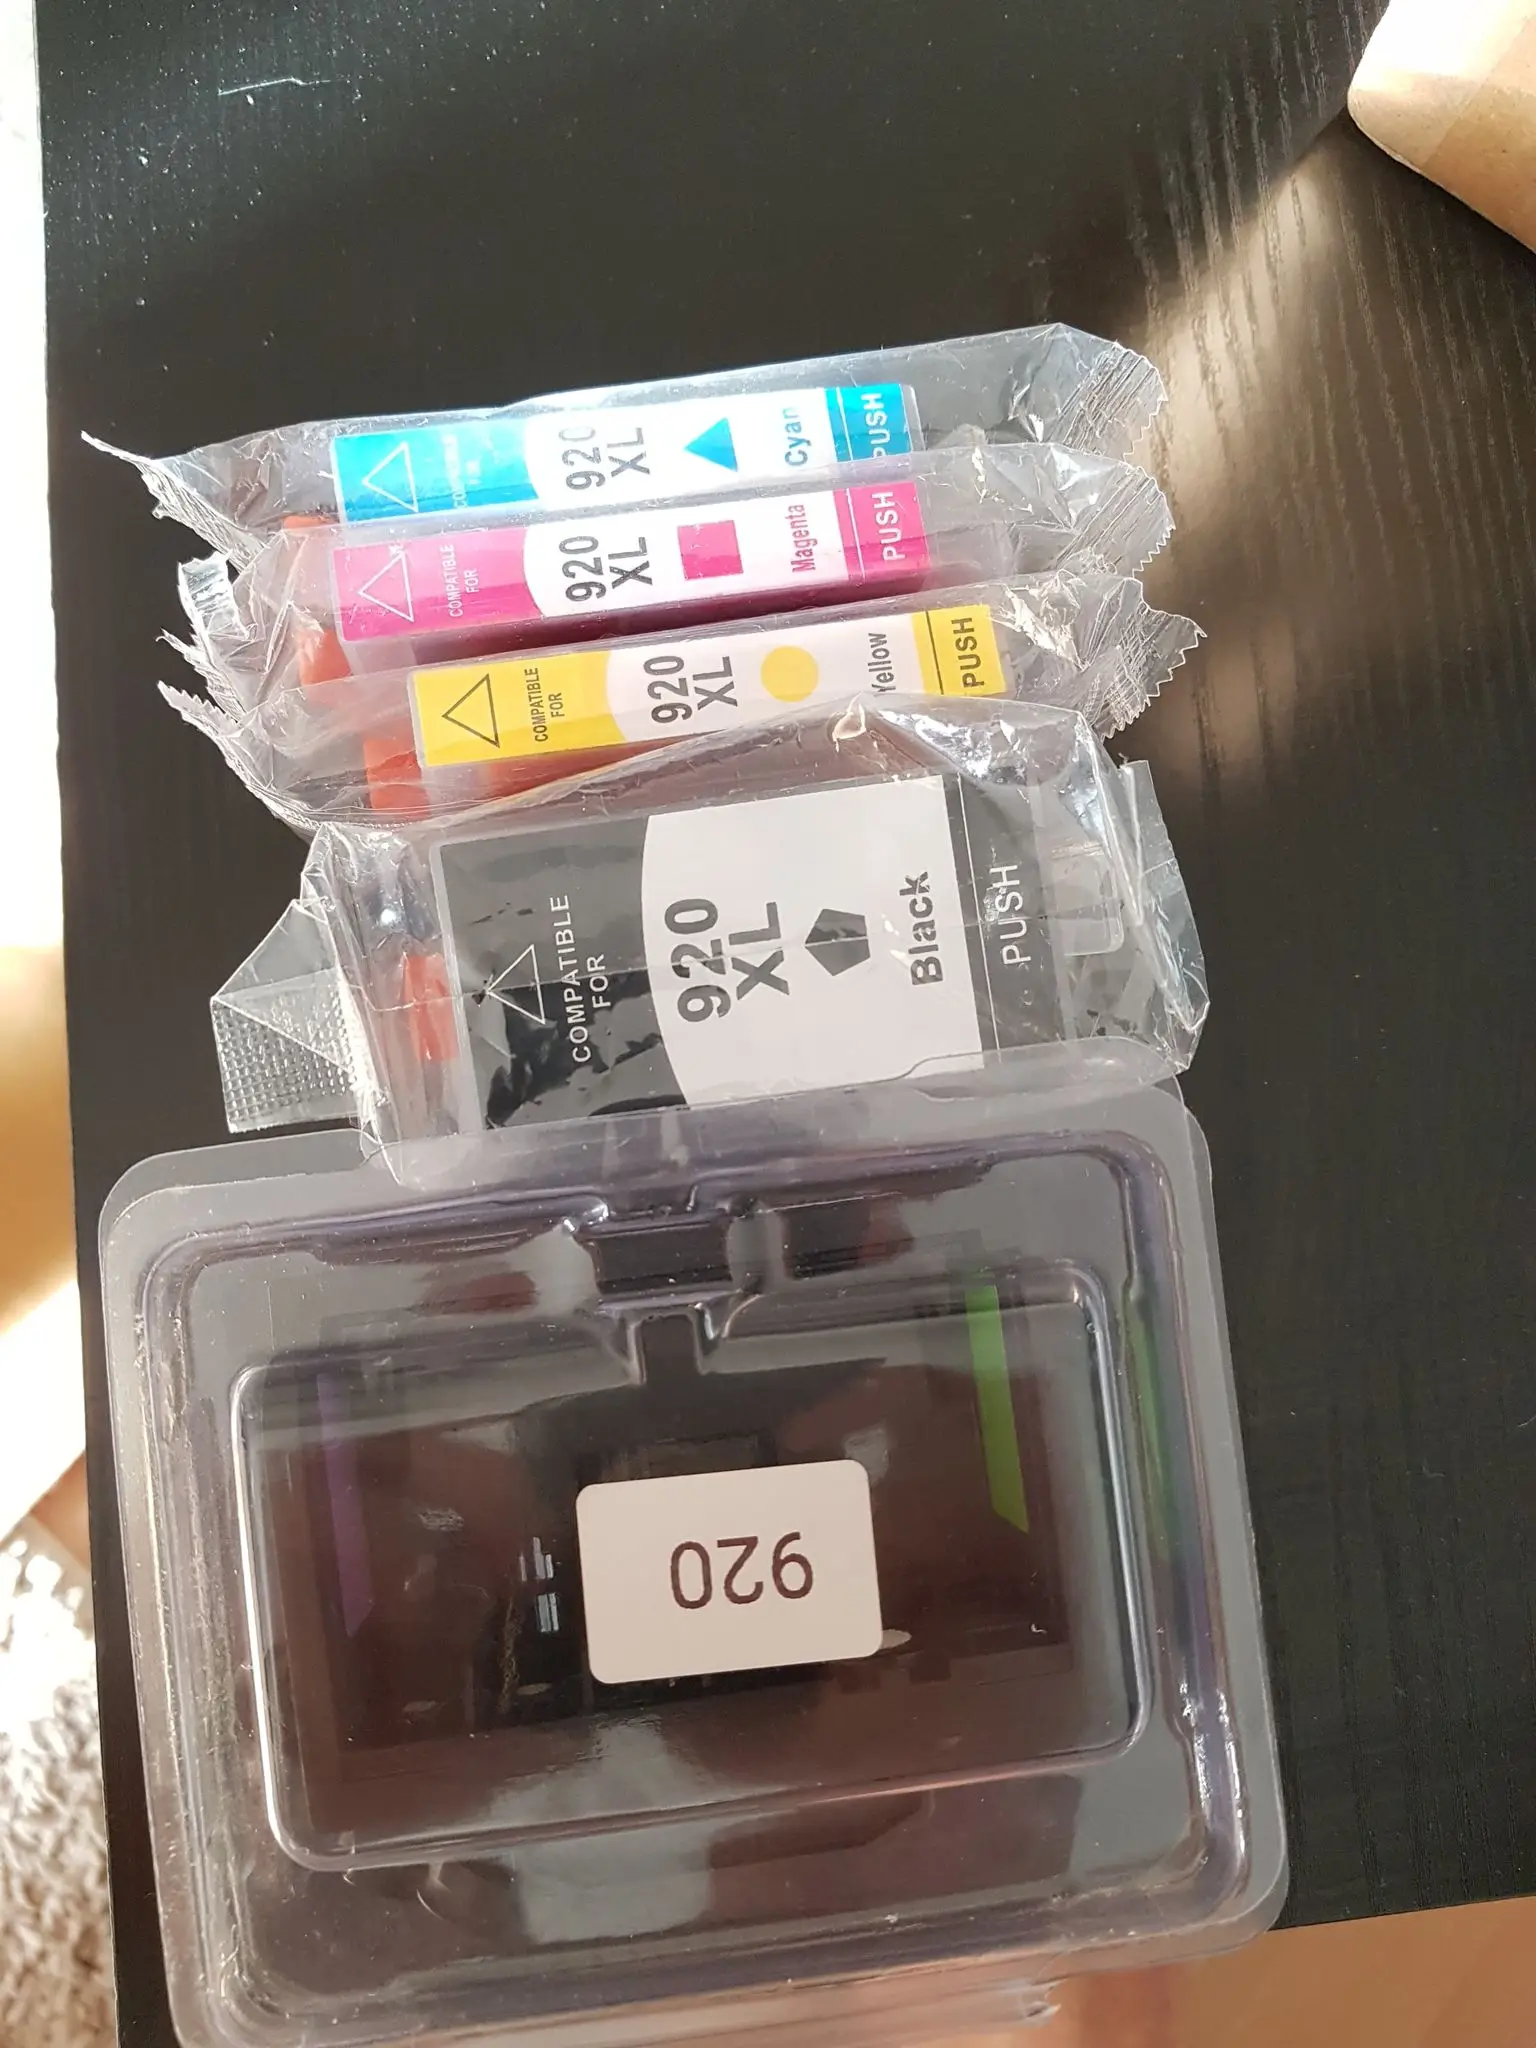 COMPATIBLE
FOR
920
XL
Cyan
PUSH
COMPATIBLE
FOR
920
XL
Magenta
PUSH
COMPATIBLE
FOR
920
XL
Yellow
PUSH
COMPATIBLE
FOR
920
XL
Black
PUSH
920